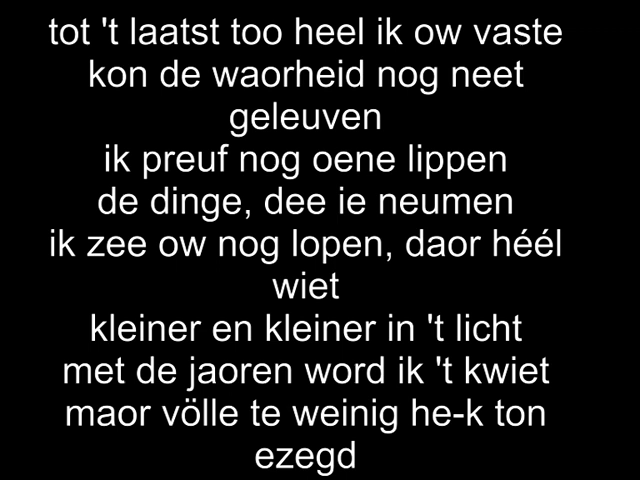 tot 't laatst too heel ik ow vaste
kon de waorheid nog neet
geleuven
ik preuf nog oene lippen
de dinge, dee ie neumen
ik zee ow nog lopen, daor héél
wiet
kleiner en kleiner in 't licht
met de jaoren word ik 't kwiet
maor völle te weinig he-k ton
ezegd